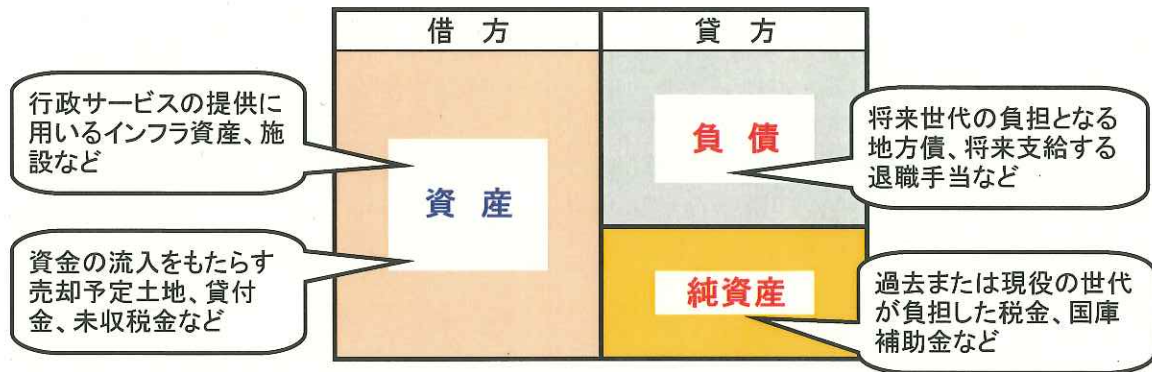 借 方
貸 方
行政サービスの提供に
用いるインフラ資産、施
設など
資金の流入をもたらす
売却予定土地、貸付
金、未収税金など
資 産
負 債
純資産
将来世代の負担となる
地方債、将来支給する
退職手当など
過去または現役の世代
が負担した税金、国庫
補助金など